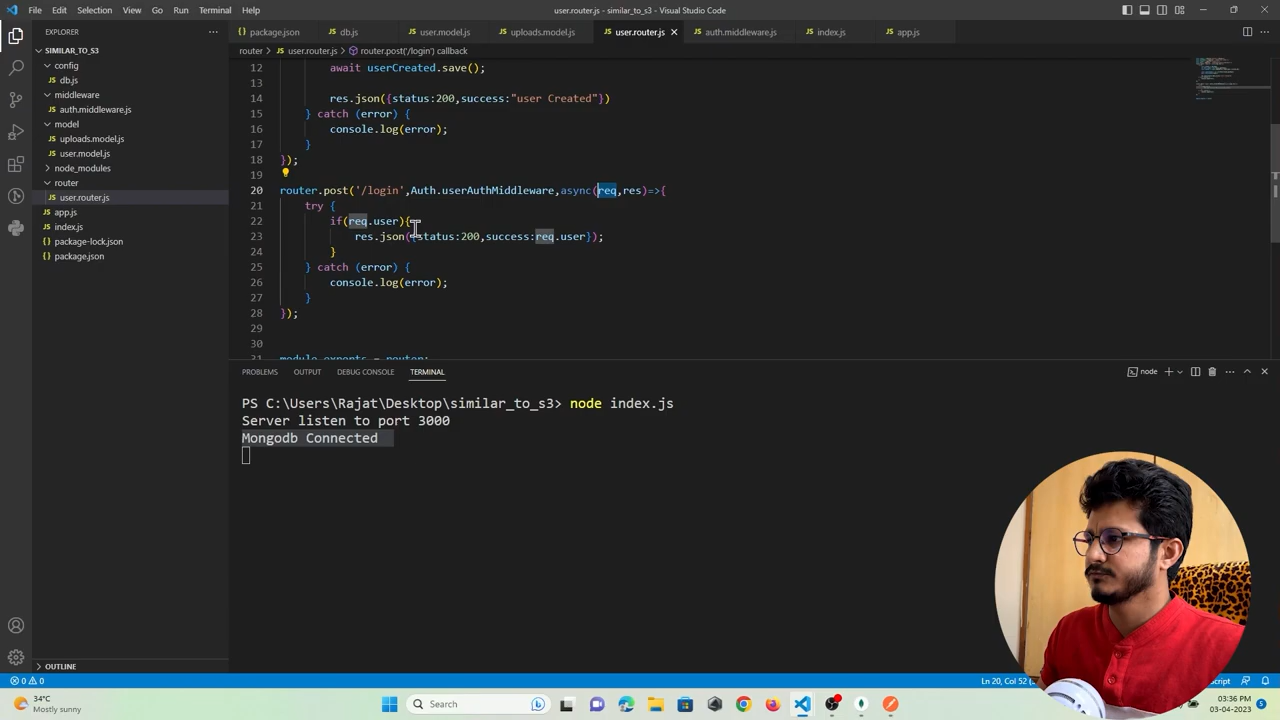 File Edit Selection View Go Run Terminal Help
user.router.js - similar_to_s3 - Visual Studio Code
EXPLORER
SIMILAR_TO_S3
config
db.js
middleware
auth.middleware.js
model
uploads.model.js
user.model.js
node_modules
router
user.router.js
app.js
index.js
package-lock.json
package.json
OUTLINE
package.json db.js user.model.js uploads.model.js user.router.js auth.middleware.js index.js app.js
router > user.router.js > router.post('/login') callback
12 await userCreated.save();
13
14 res.json({status:200,success:"user Created"})
15 } catch (error) {
16 console.log(error);
17 }
18 });
19
20 router.post('/login',Auth.userAuthMiddleware,async(req,res)=>{
21 try {
22 if(req.user){
23 res.json({status:200,success:req.user});
24 }
25 } catch (error) {
26 console.log(error);
27 }
28 });
29
30
31 module.exports = router;
PROBLEMS OUTPUT DEBUG CONSOLE TERMINAL
node
PS C:\Users\Rajat\Desktop\similar_to_s3> node index.js
Server listen to port 3000
Mongodb Connected
0 0
Ln 20, Col 52
34°C
Mostly sunny
Search
03:36 PM
03-04-2023